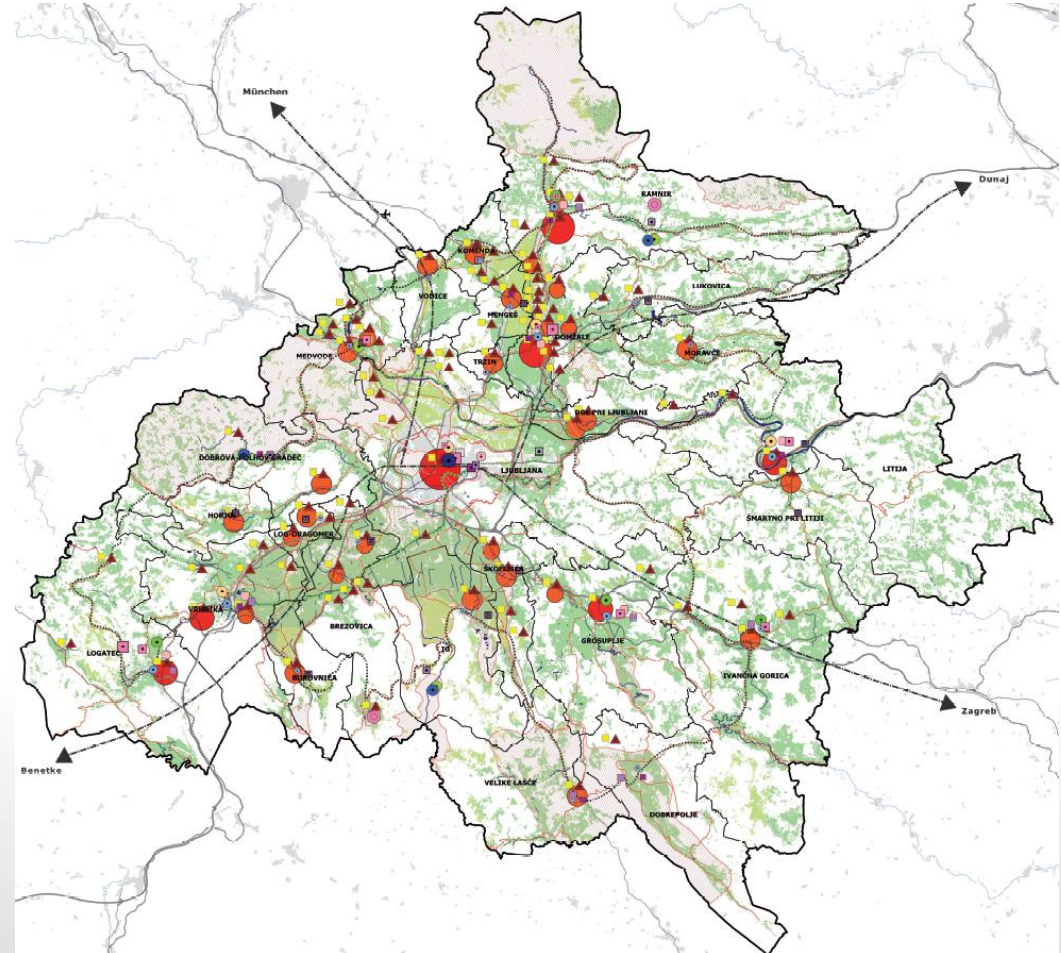 München
Dunaj
KAMNIK
KOMENDA
LUKOVICA
VODICE
MENGEŠ
DOMŽALE
MEDVODE
TRZIN
MORAVČE
DOL PRI LJUBLJANI
DOBROVA-POLHOV GRADEC
LJUBLJANA
LITIJA
HORJUL
ŠMARTNO PRI LITIJI
LOG-DRAGOMER
ŠKOFLJICA
VRHNIKA
BREZOVICA
GROSUPLJE
LOGATEC
IG
IVANČNA GORICA
BOROVNICA
Zagreb
Benetke
VELIKE LAŠČE
DOBREPOLJE